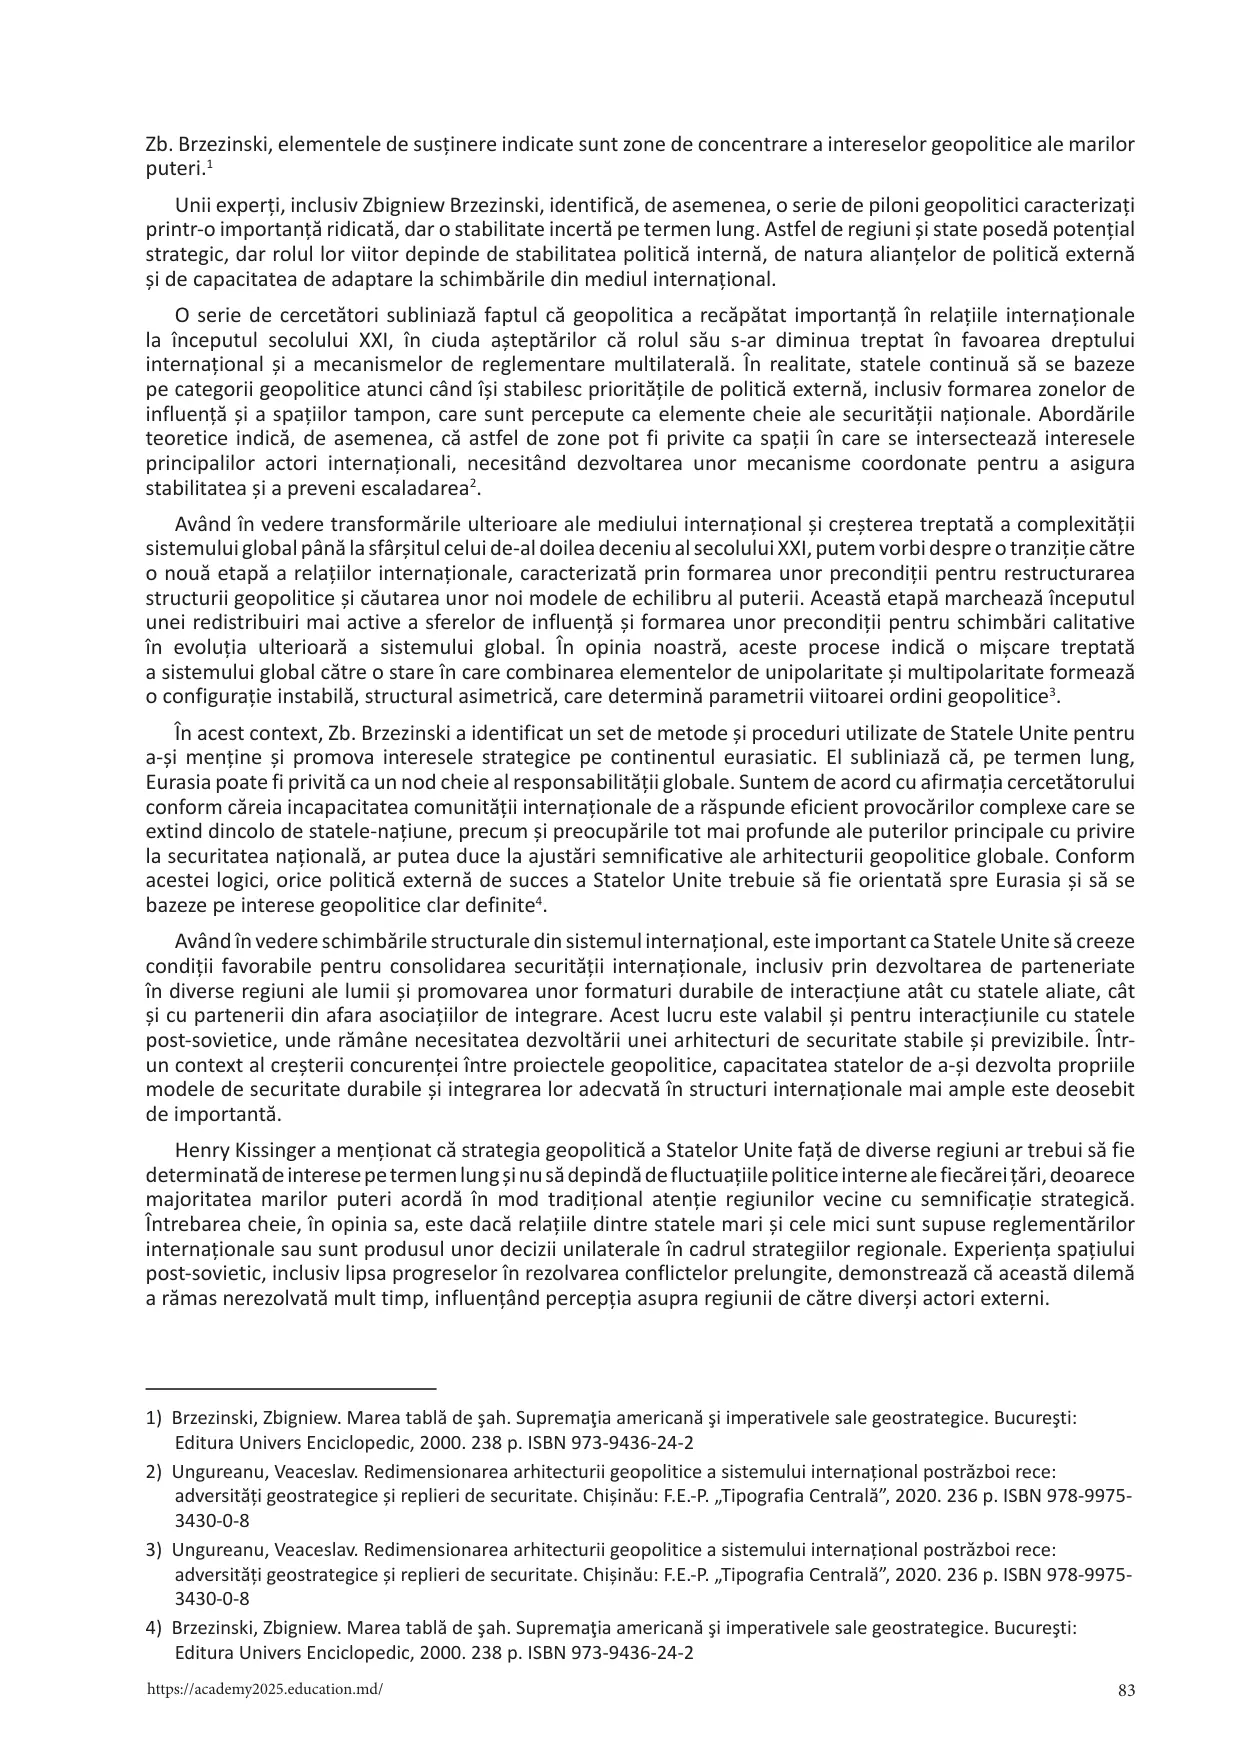 Zb. Brzezinski, elementele de susținere indicate sunt zone de concentrare a intereselor geopolitice ale marilor
puteri.1
Unii experți, inclusiv Zbigniew Brzezinski, identifică, de asemenea, o serie de piloni geopolitici caracterizați
printr-o importanță ridicată, dar o stabilitate incertă pe termen lung. Astfel de regiuni și state posedă potențial
strategic, dar rolul lor viitor depinde de stabilitatea politică internă, de natura alianțelor de politică externă
și de capacitatea de adaptare la schimbările din mediul internațional.
O serie de cercetători subliniază faptul că geopolitica a recăpătat importanță în relațiile internaționale
la începutul secolului XXI, în ciuda așteptărilor că rolul său s-ar diminua treptat în favoarea dreptului
internațional și a mecanismelor de reglementare multilaterală. În realitate, statele continuă să se bazeze
pe categorii geopolitice atunci când își stabilesc prioritățile de politică externă, inclusiv formarea zonelor de
influență și a spațiilor tampon, care sunt percepute ca elemente cheie ale securității naționale. Abordările
teoretice indică, de asemenea, că astfel de zone pot fi privite ca spații în care se intersectează interesele
principalilor actori internaționali, necesitând dezvoltarea unor mecanisme coordonate pentru a asigura
stabilitatea și a preveni escaladarea2.
Având în vedere transformările ulterioare ale mediului internațional și creșterea treptată a complexității
sistemului global până la sfârșitul celui de-al doilea deceniu al secolului XXI, putem vorbi despre o tranziție către
o nouă etapă a relațiilor internaționale, caracterizată prin formarea unor precondiții pentru restructurarea
structurii geopolitice și căutarea unor noi modele de echilibru al puterii. Această etapă marchează începutul
unei redistribuiri mai active a sferelor de influență și formarea unor precondiții pentru schimbări calitative
în evoluția ulterioară a sistemului global. În opinia noastră, aceste procese indică o mișcare treptată
a sistemului global către o stare în care combinarea elementelor de unipolaritate și multipolaritate formează
o configurație instabilă, structural asimetrică, care determină parametrii viitoarei ordini geopolitice3.
În acest context, Zb. Brzezinski a identificat un set de metode și proceduri utilizate de Statele Unite pentru
a-și menține și promova interesele strategice pe continentul eurasiatic. El subliniază că, pe termen lung,
Eurasia poate fi privită ca un nod cheie al responsabilității globale. Suntem de acord cu afirmația cercetătorului
conform căreia incapacitatea comunității internaționale de a răspunde eficient provocărilor complexe care se
extind dincolo de statele-națiune, precum și preocupările tot mai profunde ale puterilor principale cu privire
la securitatea națională, ar putea duce la ajustări semnificative ale arhitecturii geopolitice globale. Conform
acestei logici, orice politică externă de succes a Statelor Unite trebuie să fie orientată spre Eurasia și să se
bazeze pe interese geopolitice clar definite4.
Având în vedere schimbările structurale din sistemul internațional, este important ca Statele Unite să creeze
condiții favorabile pentru consolidarea securității internaționale, inclusiv prin dezvoltarea de parteneriate
în diverse regiuni ale lumii și promovarea unor formaturi durabile de interacțiune atât cu statele aliate, cât
și cu partenerii din afara asociațiilor de integrare. Acest lucru este valabil și pentru interacțiunile cu statele
post-sovietice, unde rămâne necesitatea dezvoltării unei arhitecturi de securitate stabile și previzibile. Într-
un context al creșterii concurenței între proiectele geopolitice, capacitatea statelor de a-și dezvolta propriile
modele de securitate durabile și integrarea lor adecvată în structuri internaționale mai ample este deosebit
de importantă.
Henry Kissinger a menționat că strategia geopolitică a Statelor Unite față de diverse regiuni ar trebui să fie
determinată de interese pe termen lung și nu să depindă de fluctuațiile politice interne ale fiecărei țări, deoarece
majoritatea marilor puteri acordă în mod tradițional atenție regiunilor vecine cu semnificație strategică.
Întrebarea cheie, în opinia sa, este dacă relațiile dintre statele mari și cele mici sunt supuse reglementărilor
internaționale sau sunt produsul unor decizii unilaterale în cadrul strategiilor regionale. Experiența spațiului
post-sovietic, inclusiv lipsa progreselor în rezolvarea conflictelor prelungite, demonstrează că această dilemă
a rămas nerezolvată mult timp, influențând percepția asupra regiunii de către diverși actori externi.
1) Brzezinski, Zbigniew. Marea tablă de şah. Supremaţia americană şi imperativele sale geostrategice. Bucureşti:
Editura Univers Enciclopedic, 2000. 238 p. ISBN 973-9436-24-2
2) Ungureanu, Veaceslav. Redimensionarea arhitecturii geopolitice a sistemului internațional postrăzboi rece:
adversități geostrategice și replieri de securitate. Chișinău: F.E.-P. „Tipografia Centrală”, 2020. 236 p. ISBN 978-9975-
3430-0-8
3) Ungureanu, Veaceslav. Redimensionarea arhitecturii geopolitice a sistemului internațional postrăzboi rece:
adversități geostrategice și replieri de securitate. Chișinău: F.E.-P. „Tipografia Centrală”, 2020. 236 p. ISBN 978-9975-
3430-0-8
4) Brzezinski, Zbigniew. Marea tablă de şah. Supremaţia americană şi imperativele sale geostrategice. Bucureşti:
Editura Univers Enciclopedic, 2000. 238 p. ISBN 973-9436-24-2
https://academy2025.education.md/
83